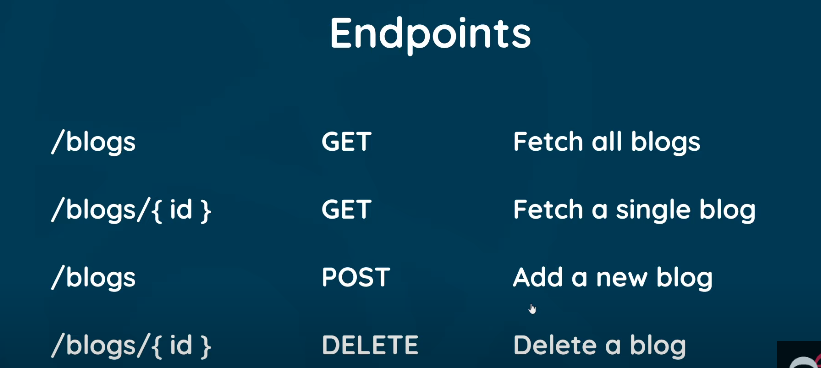 Endpoints
/blogs GET Fetch all blogs
/blogs/{ id } GET Fetch a single blog
/blogs POST Add a new blog
/blogs/{ id } DELETE Delete a blog